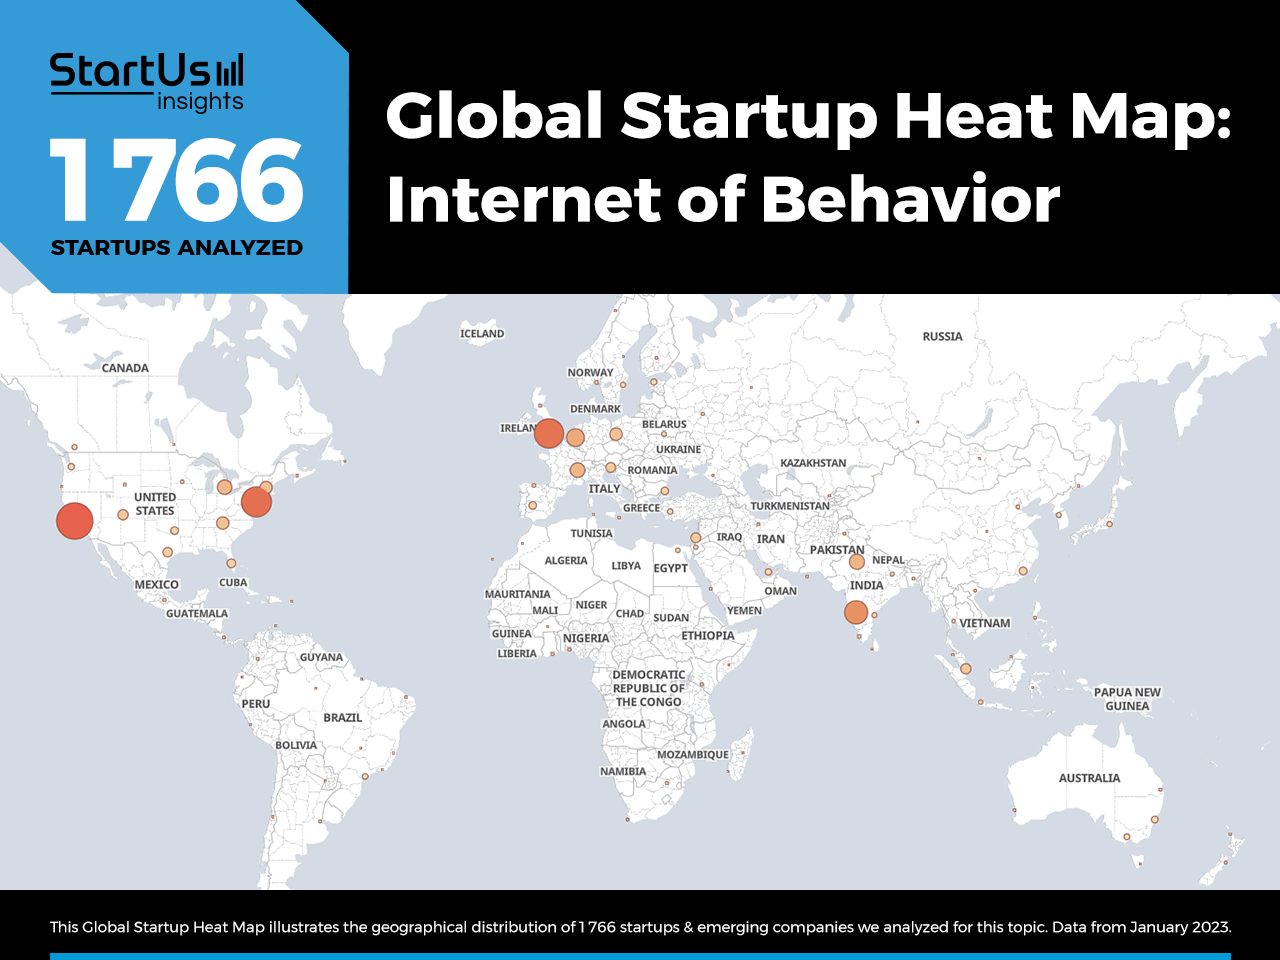 StartUs
insights
1766
STARTUPS ANALYZED
Global Startup Heat Map:
Internet of Behavior
ICELAND
RUSSIA
CANADA
NORWAY
DENMARK
IRELAN
BELARUS
UKRAINE
KAZAKHSTAN
ROMANIA
ITALY
UNITED
STATES
GREECE
TURKMENISTAN
TUNISIA
IRAQ
IRAN
PAKISTAN
NEPAL
ALGERIA
LIBYA
EGYPT
MEXICO
CUBA
INDIA
OMAN
MAURITANIA
MALI
NIGER
CHAD
SUDAN
YEMEN
GUATEMALA
VIETNAM
GUINEA
NIGERIA
ETHIOPIA
LIBERIA
GUYANA
DEMOCRATIC
REPUBLIC OF
THE CONGO
PAPUA NEW
GUINEA
PERU
BRAZIL
ANGOLA
BOLIVIA
MOZAMBIQUE
NAMIBIA
AUSTRALIA
This Global Startup Heat Map illustrates the geographical distribution of 1 766 startups & emerging companies we analyzed for this topic. Data from January 2023.